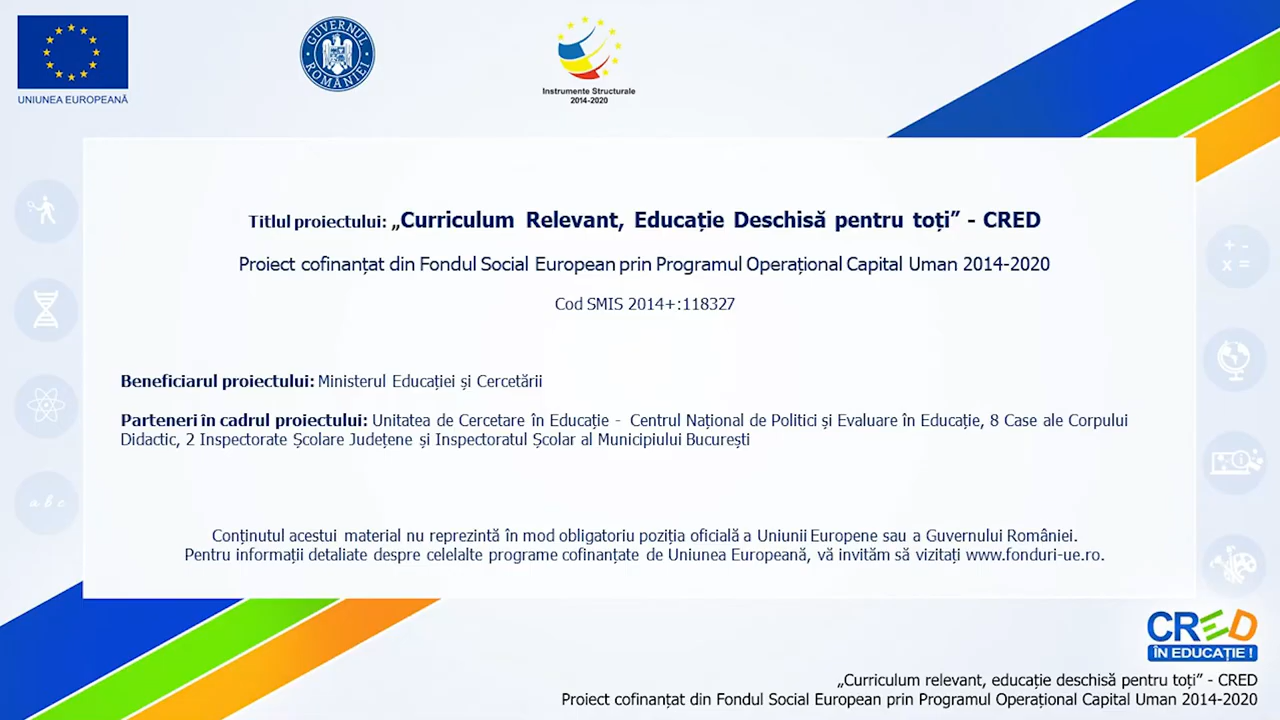 UNIUNEA EUROPEANĂ
GUVERNUL ROMÂNIEI
Instrumente Structurale
2014-2020
Titlul proiectului: „Curriculum Relevant, Educație Deschisă pentru toți” - CRED
Proiect cofinanțat din Fondul Social European prin Programul Operațional Capital Uman 2014-2020
Cod SMIS 2014+:118327
Beneficiarul proiectului: Ministerul Educației și Cercetării
Parteneri în cadrul proiectului: Unitatea de Cercetare în Educație - Centrul Național de Politici și Evaluare în Educație, 8 Case ale Corpului
Didactic, 2 Inspectorate Școlare Județene și Inspectoratul Școlar al Municipiului București
Conținutul acestui material nu reprezintă în mod obligatoriu poziția oficială a Uniunii Europene sau a Guvernului României.
Pentru informații detaliate despre celelalte programe cofinanțate de Uniunea Europeană, vă invităm să vizitați www.fonduri-ue.ro.
+ -
x =
a b c
CRED
ÎN EDUCAȚIE !
„Curriculum relevant, educație deschisă pentru toți” - CRED
Proiect cofinanțat din Fondul Social European prin Programul Operațional Capital Uman 2014-2020